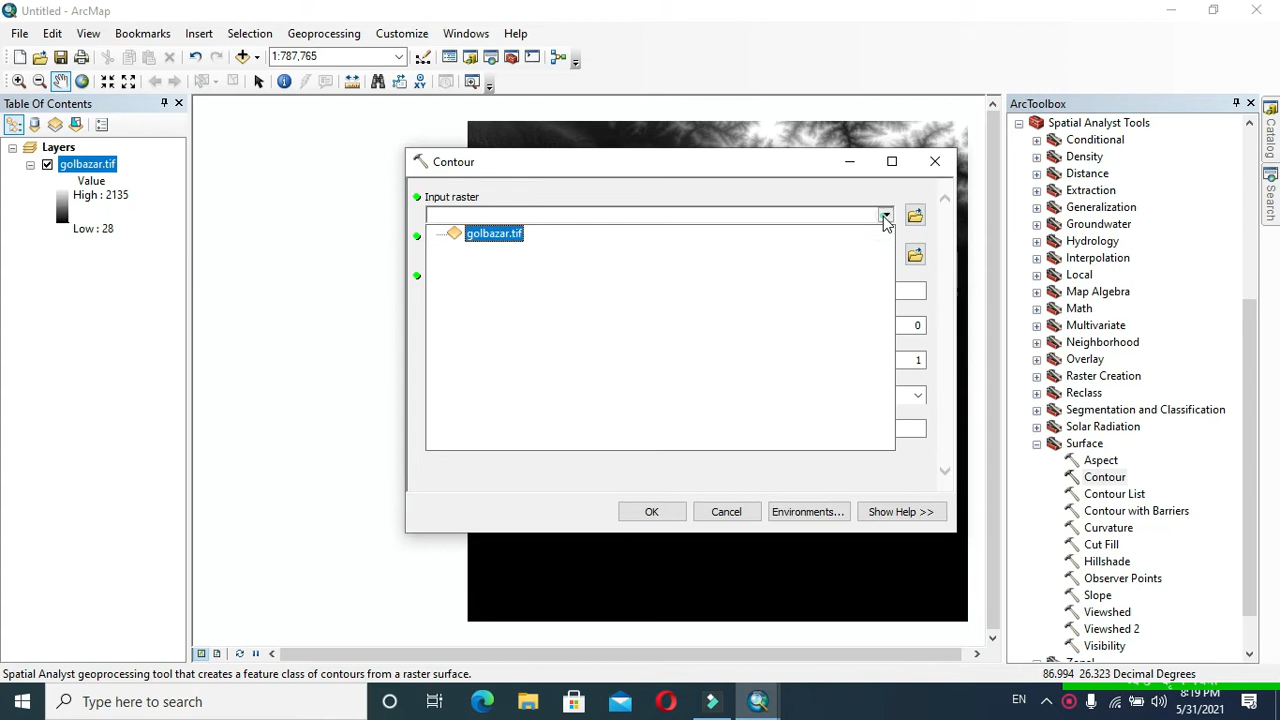 Untitled - ArcMap
File Edit View Bookmarks Insert Selection Geoprocessing Customize Windows Help
1:787,765
Table Of Contents
Layers
golbazar.tif
Value
High : 2135
Low : 28
Contour
Input raster
golbazar.tif
0
1
OK Cancel Environments... Show Help >>
ArcToolbox
Spatial Analyst Tools
Conditional
Density
Distance
Extraction
Generalization
Groundwater
Hydrology
Interpolation
Local
Map Algebra
Math
Multivariate
Neighborhood
Overlay
Raster Creation
Reclass
Segmentation and Classification
Solar Radiation
Surface
Aspect
Contour
Contour List
Contour with Barriers
Curvature
Cut Fill
Hillshade
Observer Points
Slope
Viewshed
Viewshed 2
Visibility
Catalog
Search
Spatial Analyst geoprocessing tool that creates a feature class of contours from a raster surface.
86.994 26.323 Decimal Degrees
Type here to search
EN
8:19 PM
5/31/2021